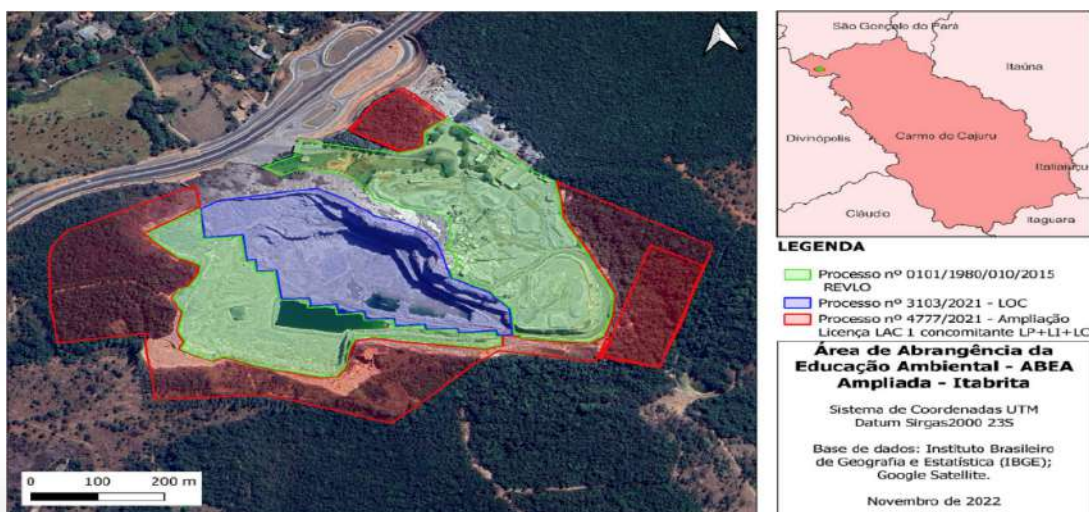 São Gonçalo do Pará
Itaúna
Divinópolis
Carmo do Cajuru
Itatiaiuçu
Cláudio
Itaguara
LEGENDA
Processo nº 0101/1980/010/2015
REVLO
Processo nº 3103/2021 - LOC
Processo nº 4777/2021 - Ampliação
Licença LAC 1 concomitante LP+LI+LO
Área de Abrangência da
Educação Ambiental - ABEA
Ampliada - Itabrita
Sistema de Coordenadas UTM
Datum Sirgas2000 23S
Base de dados: Instituto Brasileiro
de Geografia e Estatística (IBGE);
Google Satellite.
Novembro de 2022
0 100 200 m